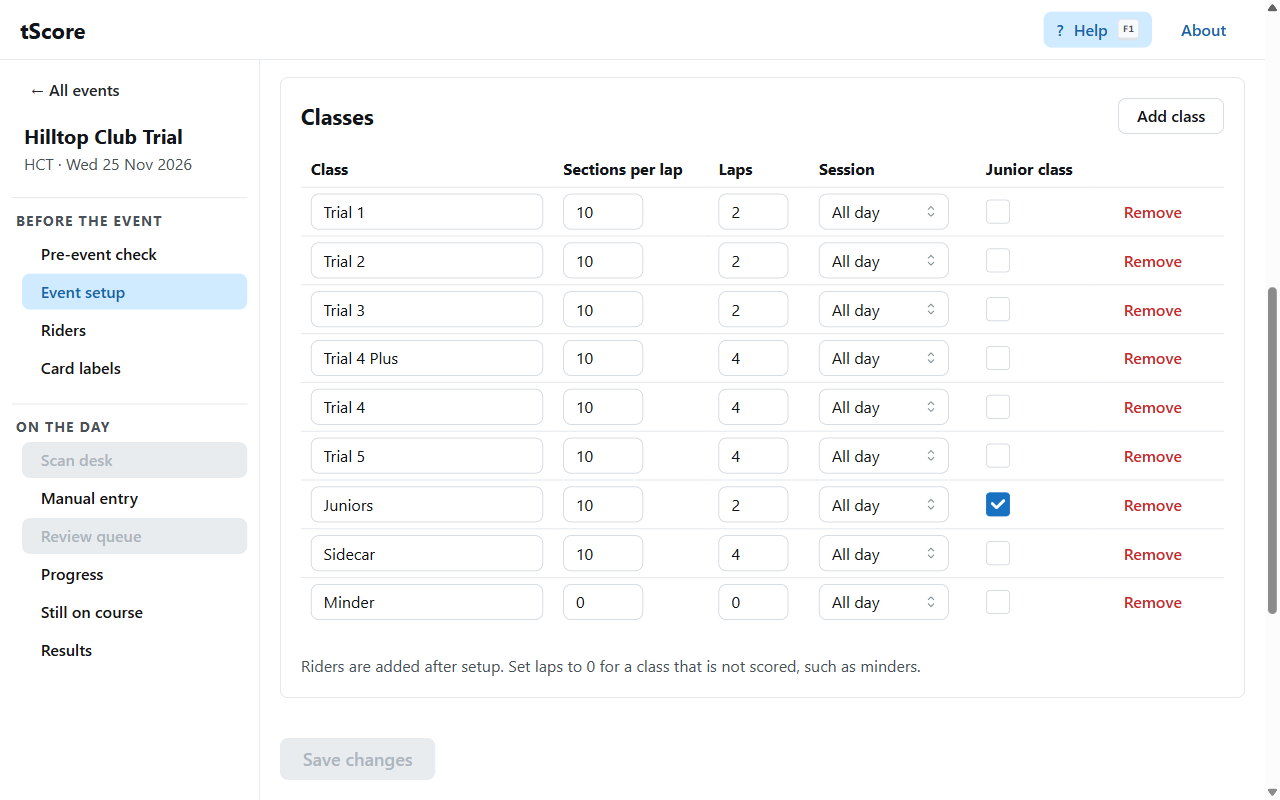 tScore
? Help F1
About
← All events
Hilltop Club Trial
HCT · Wed 25 Nov 2026
BEFORE THE EVENT
Pre-event check
Event setup
Riders
Card labels
ON THE DAY
Scan desk
Manual entry
Review queue
Progress
Still on course
Results
Classes
Add class
Class Sections per lap Laps Session Junior class
Trial 1 10 2 All day Remove
Trial 2 10 2 All day Remove
Trial 3 10 2 All day Remove
Trial 4 Plus 10 4 All day Remove
Trial 4 10 4 All day Remove
Trial 5 10 4 All day Remove
Juniors 10 2 All day Remove
Sidecar 10 4 All day Remove
Minder 0 0 All day Remove
Riders are added after setup. Set laps to 0 for a class that is not scored, such as minders.
Save changes